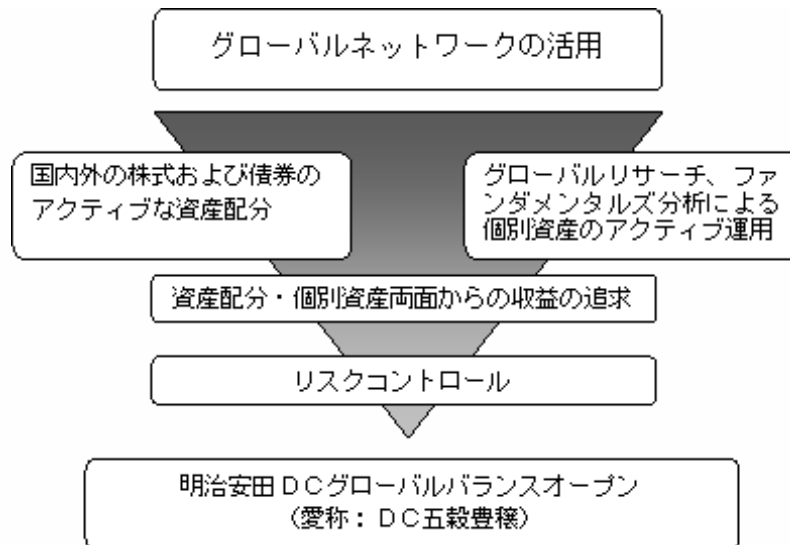 グローバルネットワークの活用
国内外の株式および債券の
アクティブな資産配分
グローバルリサーチ、ファ
ンダメンタルズ分析による
個別資産のアクティブ運用
資産配分・個別資産両面からの収益の追求
リスクコントロール
明治安田DCグローバルバランスオープン
（愛称：DC五穀豊穣）